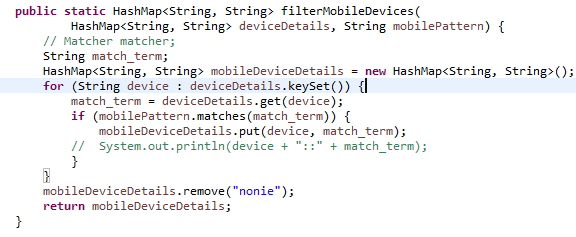 public static HashMap<String, String> filterMobileDevices(
        HashMap<String, String> deviceDetails, String mobilePattern) {
    // Matcher matcher;
    String match_term;
    HashMap<String, String> mobileDeviceDetails = new HashMap<String, String>();
    for (String device : deviceDetails.keySet()) {
        match_term = deviceDetails.get(device);
        if (mobilePattern.matches(match_term)) {
            mobileDeviceDetails.put(device, match_term);
        //  System.out.println(device + "::" + match_term);
        }
    }
    mobileDeviceDetails.remove("nonie");
    return mobileDeviceDetails;
}